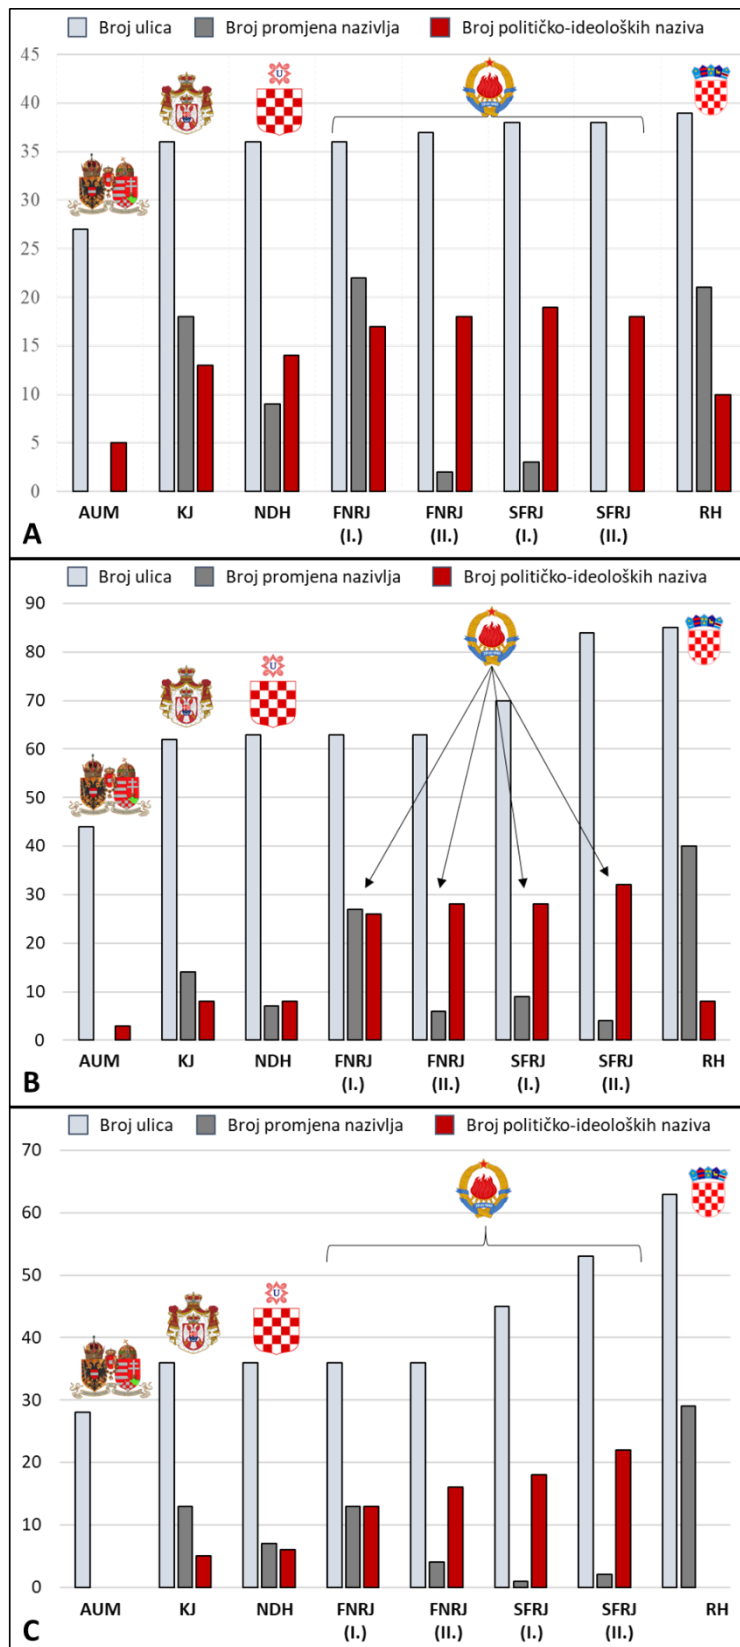 Broj ulica Broj promjena nazivlja Broj političko-ideoloških naziva
45
40
35
30
25
20
15
10
5
0
U
AUM KJ NDH FNRJ (I.) FNRJ (II.) SFRJ (I.) SFRJ (II.) RH
A
Broj ulica Broj promjena nazivlja Broj političko-ideoloških naziva
90
80
70
60
50
40
30
20
10
0
U
AUM KJ NDH FNRJ (I.) FNRJ (II.) SFRJ (I.) SFRJ (II.) RH
B
Broj ulica Broj promjena nazivlja Broj političko-ideoloških naziva
70
60
50
40
30
20
10
0
U
AUM KJ NDH FNRJ (I.) FNRJ (II.) SFRJ (I.) SFRJ (II.) RH
C